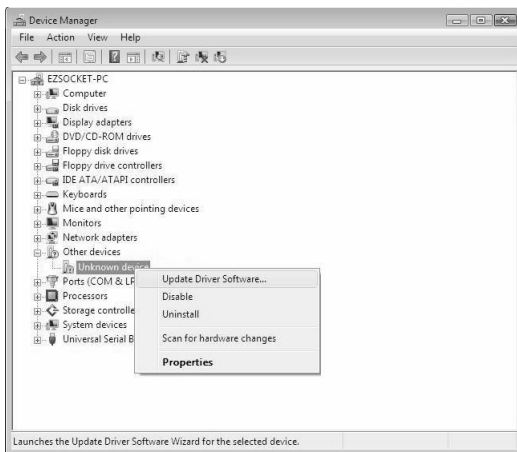 Device Manager
File Action View Help
EZSOCKET-PC
Computer
Disk drives
Display adapters
DVD/CD-ROM drives
Floppy disk drives
Floppy drive controllers
IDE ATA/ATAPI controllers
Keyboards
Mice and other pointing devices
Monitors
Network adapters
Other devices
Unknown device
Ports (COM & LP
Processors
Storage controlle
System devices
Universal Serial B
Update Driver Software...
Disable
Uninstall
Scan for hardware changes
Properties
Launches the Update Driver Software Wizard for the selected device.